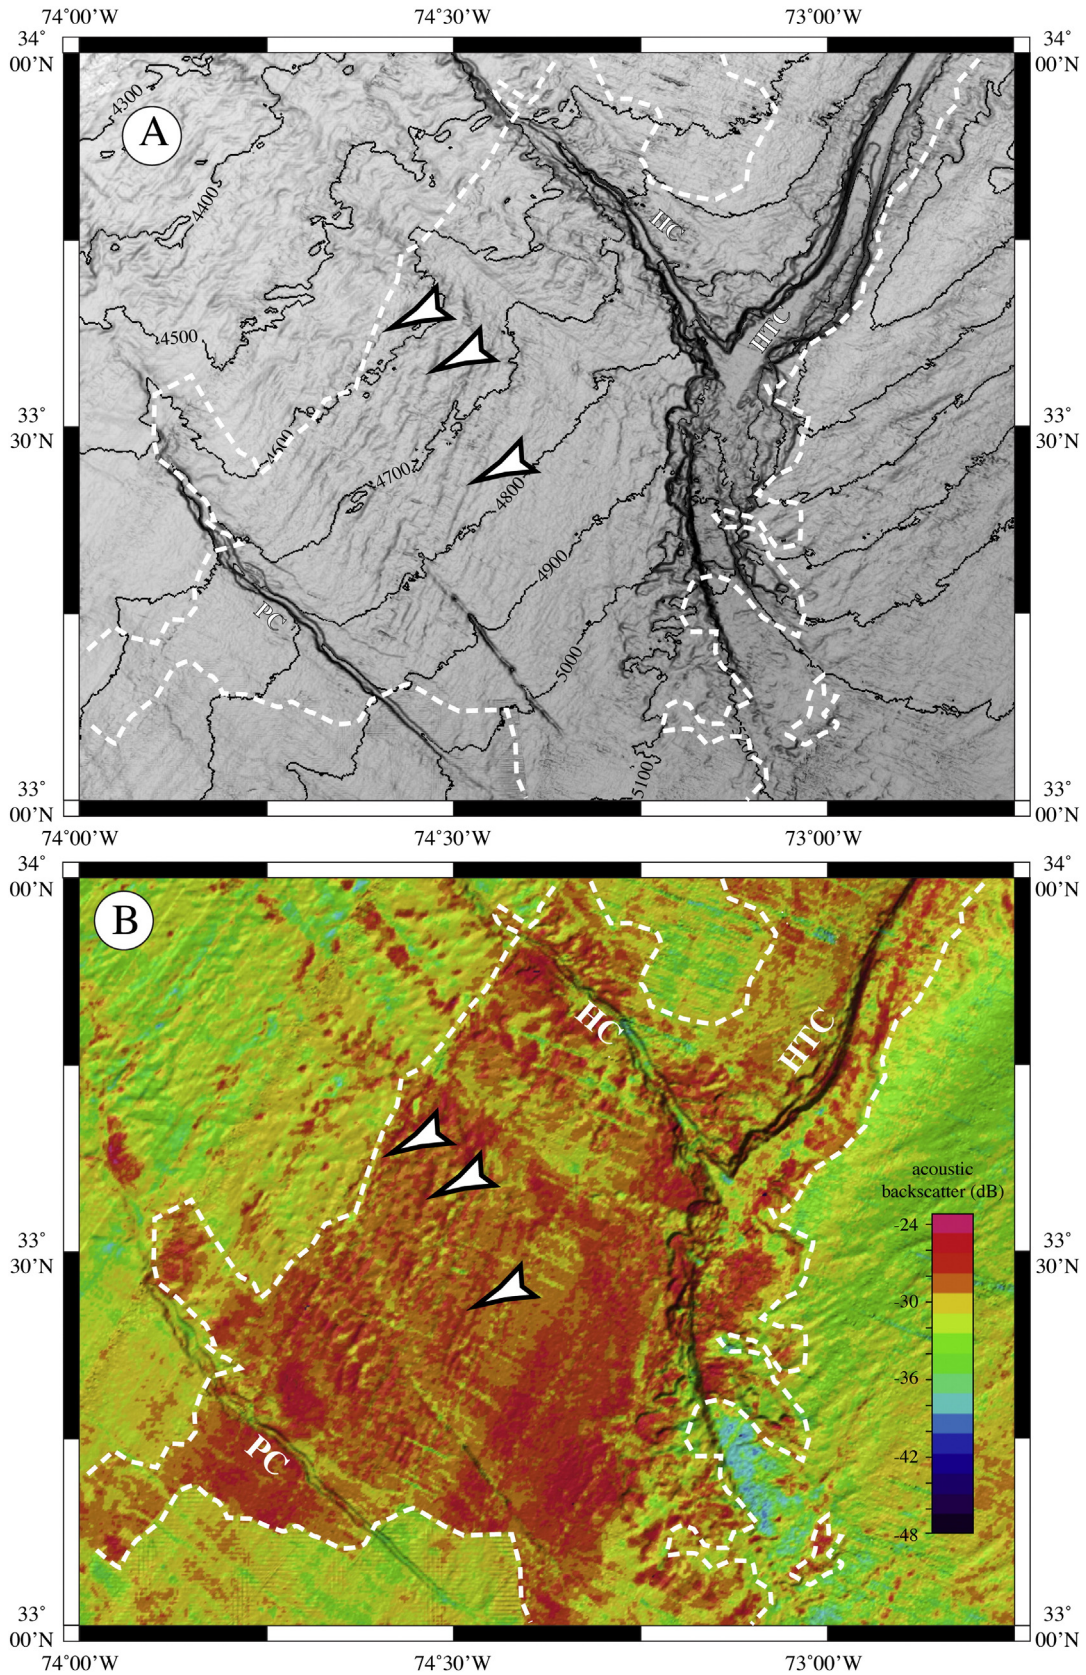 74˚00'W
74˚30'W
73˚00'W
34˚
00'N
34˚
00'N
A
4300
4400
HC
4500
HTC
33˚
30'N
33˚
30'N
4600
4700
4800
4900
PC
5000
5100
33˚
00'N
33˚
00'N
74˚00'W
74˚30'W
73˚00'W
34˚
00'N
34˚
00'N
B
HC
HTC
acoustic
backscatter (dB)
-24
33˚
30'N
33˚
30'N
-30
-36
PC
-42
-48
33˚
00'N
33˚
00'N
74˚00'W
74˚30'W
73˚00'W